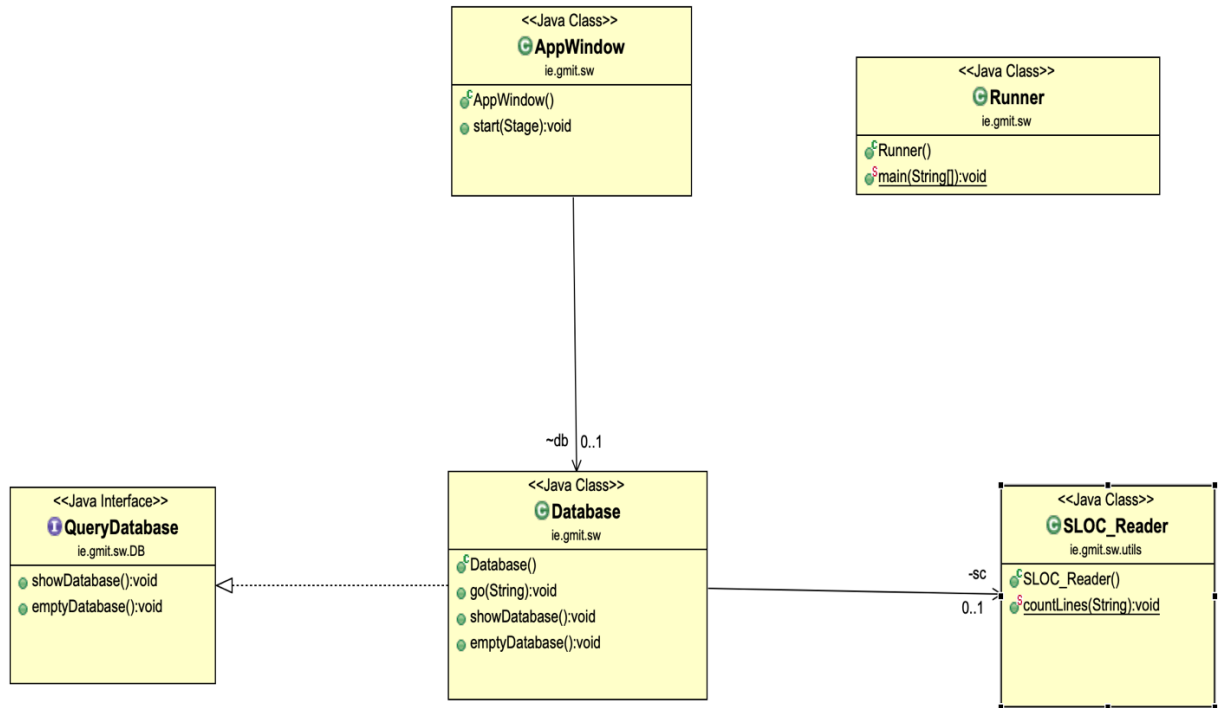 <<Java Class>>
AppWindow
ie.gmit.sw
AppWindow()
start(Stage):void
<<Java Class>>
Runner
ie.gmit.sw
Runner()
main(String[]):void
~db 0..1
<<Java Interface>>
QueryDatabase
ie.gmit.sw.DB
showDatabase():void
emptyDatabase():void
<<Java Class>>
Database
ie.gmit.sw
Database()
go(String):void
showDatabase():void
emptyDatabase():void
-sc
0..1
<<Java Class>>
SLOC_Reader
ie.gmit.sw.utils
SLOC_Reader()
countLines(String):void